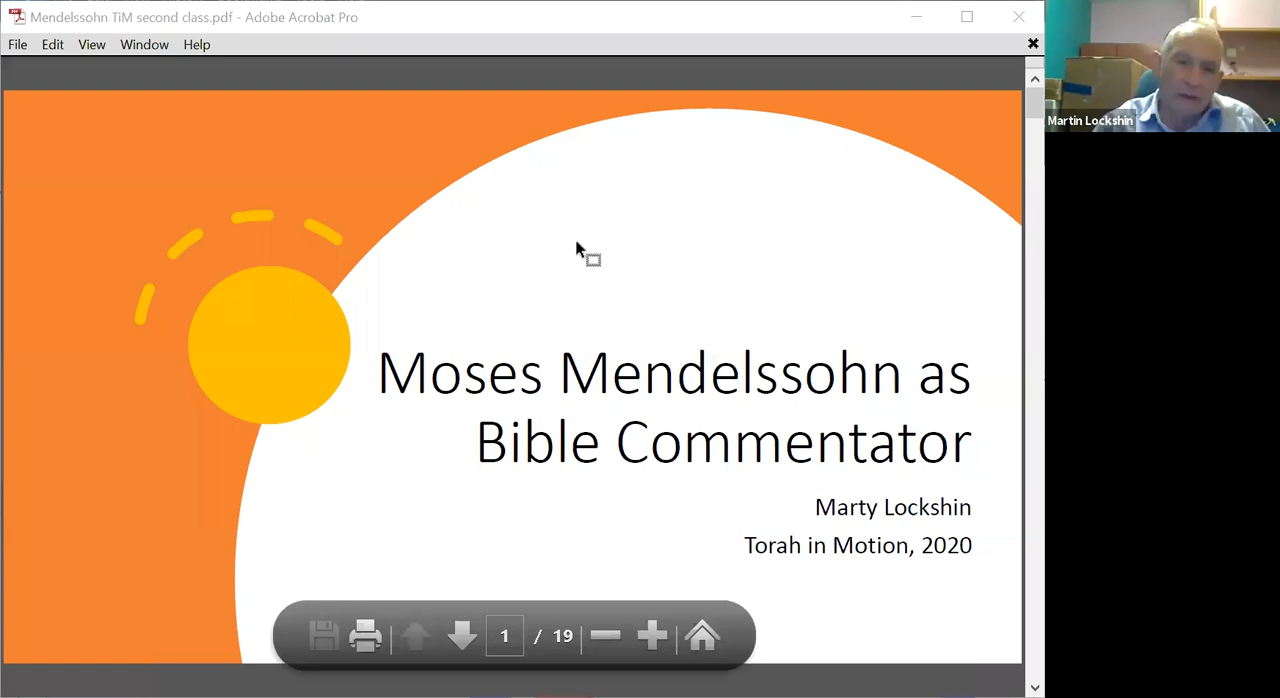 Mendelssohn TiM second class.pdf - Adobe Acrobat Pro
File Edit View Window Help
Martin Lockshin
Moses Mendelssohn as
Bible Commentator
Marty Lockshin
Torah in Motion, 2020
1 / 19